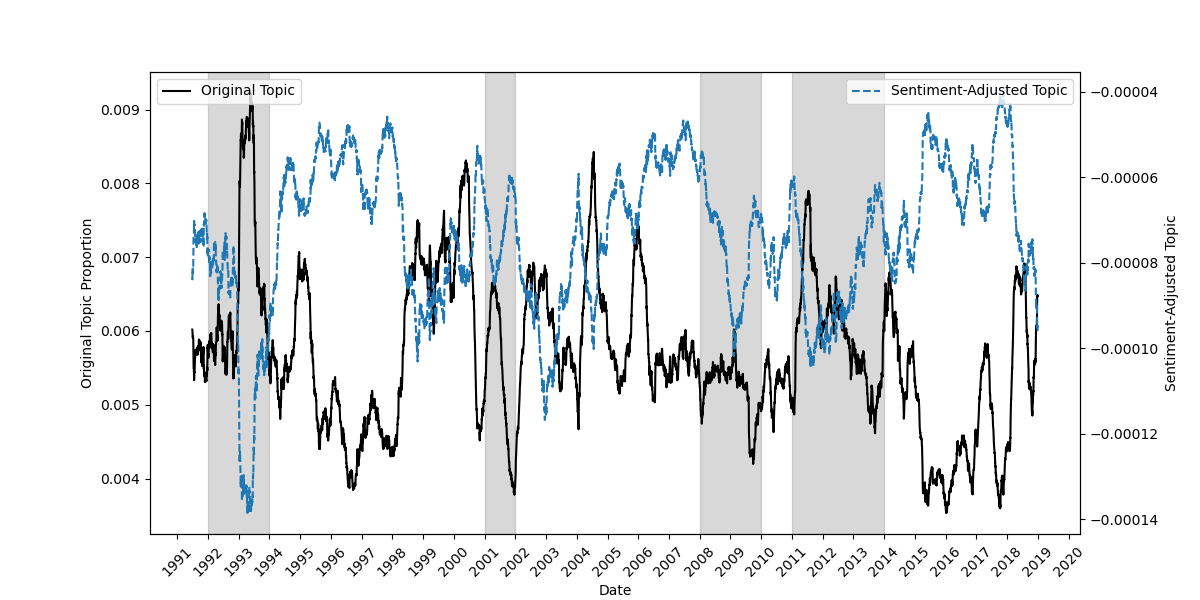 Original Topic
Sentiment-Adjusted Topic
0.009
0.008
0.007
0.006
0.005
0.004
Original Topic Proportion
−0.00004
−0.00006
−0.00008
−0.00010
−0.00012
−0.00014
Sentiment-Adjusted Topic
1991 1992 1993 1994 1995 1996 1997 1998 1999 2000 2001 2002 2003 2004 2005 2006 2007 2008 2009 2010 2011 2012 2013 2014 2015 2016 2017 2018 2019 2020
Date